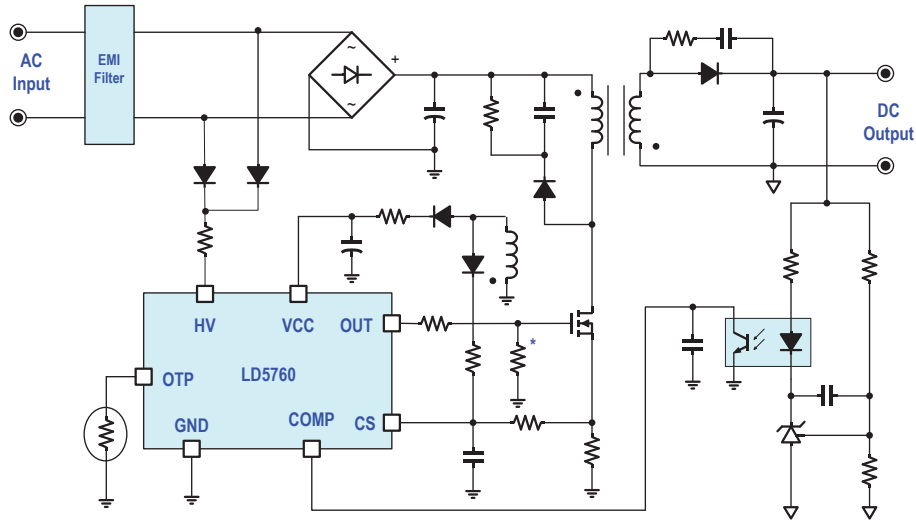 AC
Input
EMI
Filter
~
+
~
DC
Output
HV
VCC
OUT
*
OTP
LD5760
COMP
CS
GND